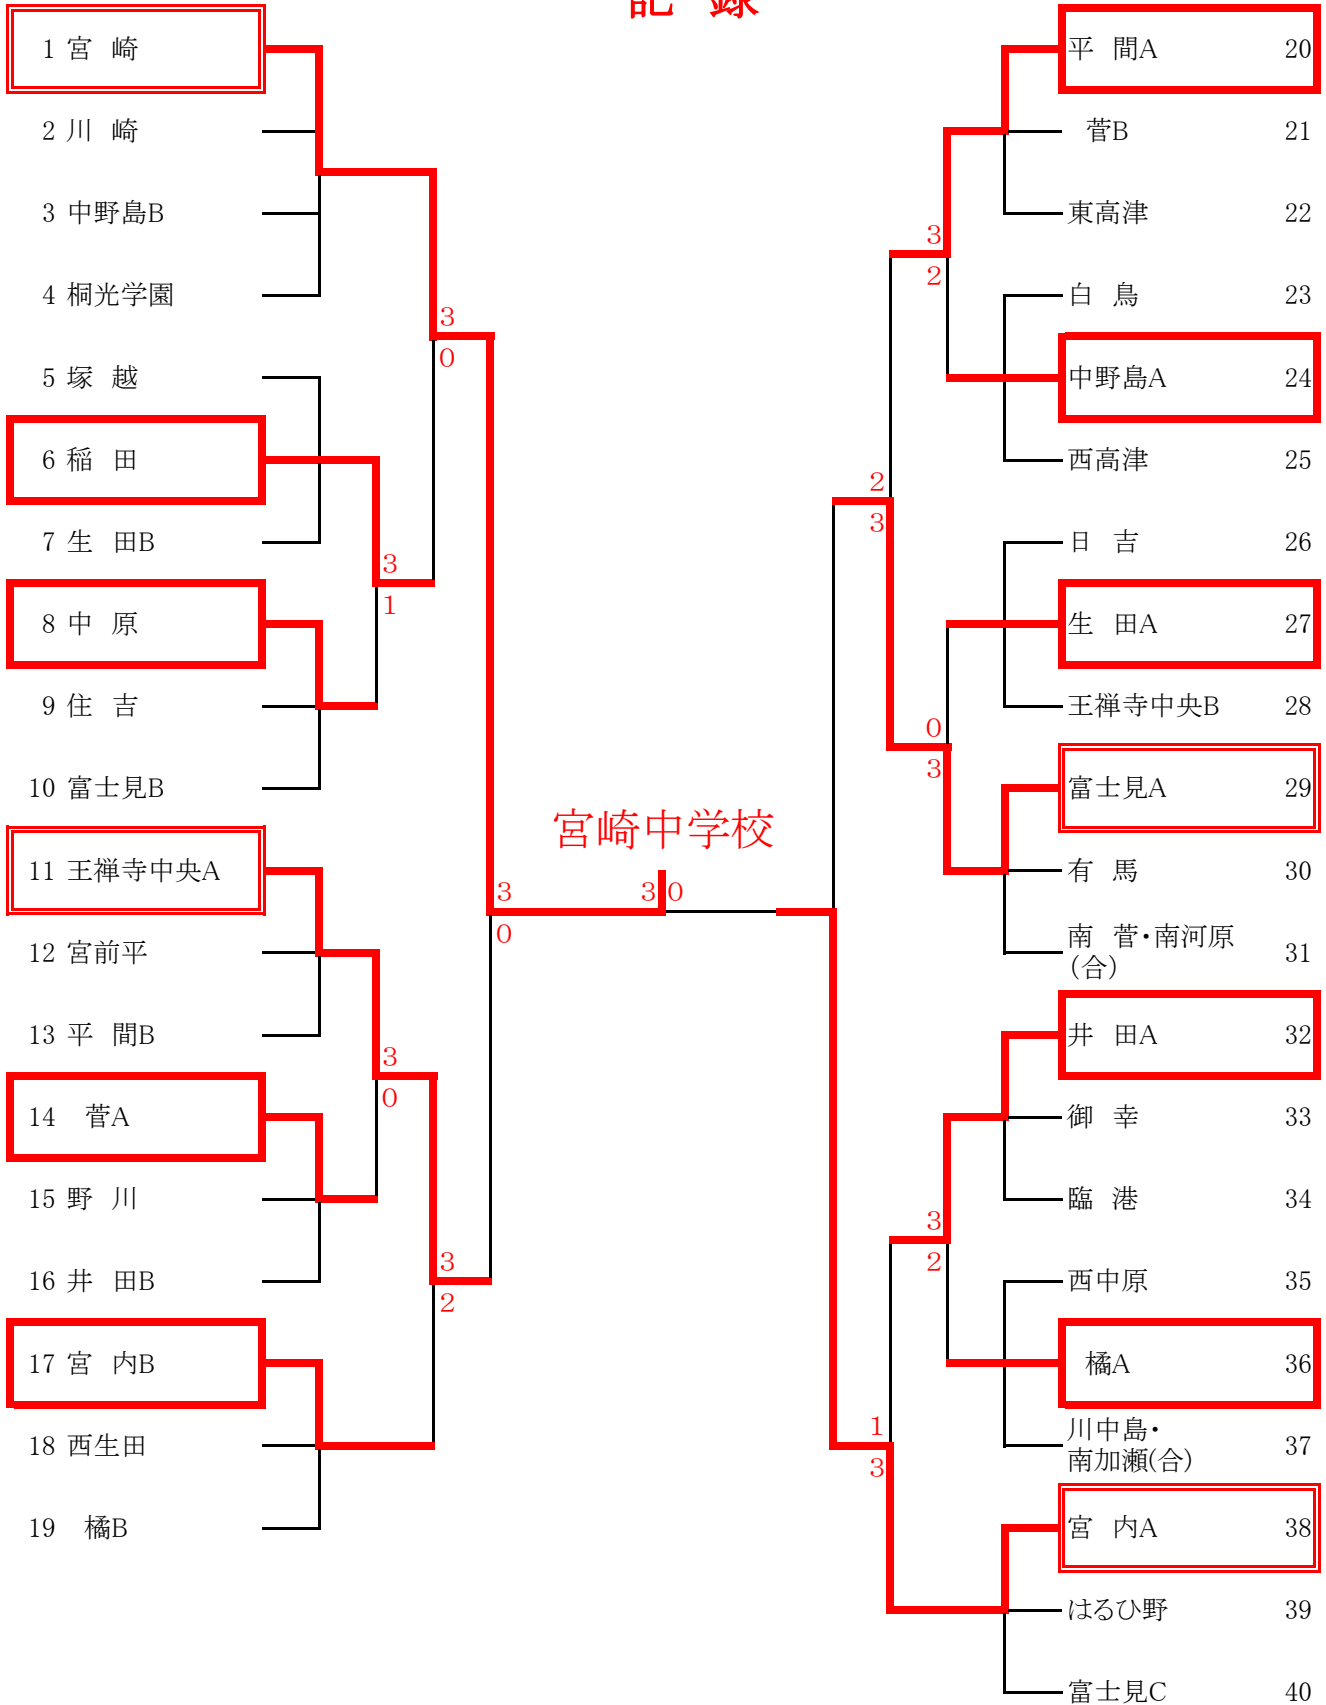 記 録
1 宮 崎
2 川 崎
3 中野島B
4 桐光学園
5 塚 越
6 稲 田
7 生 田B
8 中 原
9 住 吉
10 富士見B
11 王禅寺中央A
12 宮前平
13 平 間B
14 菅A
15 野 川
16 井 田B
17 宮 内B
18 西生田
19 橘B
3
0
3
1
3
0
3
2
3
0
宮崎中学校
3 0
3
2
2
3
0
3
3
2
1
3
平 間A 20
菅B 21
東高津 22
白 鳥 23
中野島A 24
西高津 25
日 吉 26
生 田A 27
王禅寺中央B 28
富士見A 29
有 馬 30
南 菅・南河原
(合) 31
井 田A 32
御 幸 33
臨 港 34
西中原 35
橘A 36
川中島・
南加瀬(合) 37
宮 内A 38
はるひ野 39
富士見C 40